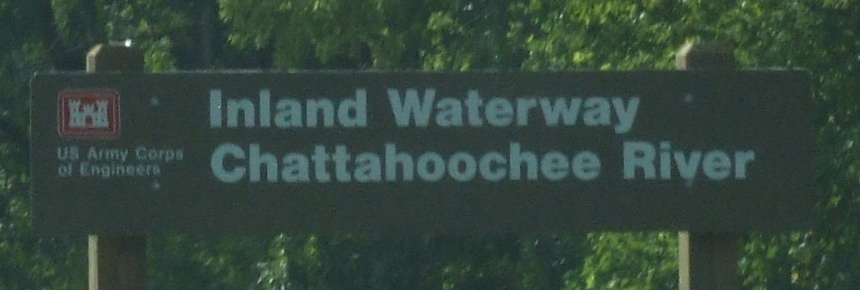 Inland Waterway
Chattahoochee River
US Army Corps
of Engineers